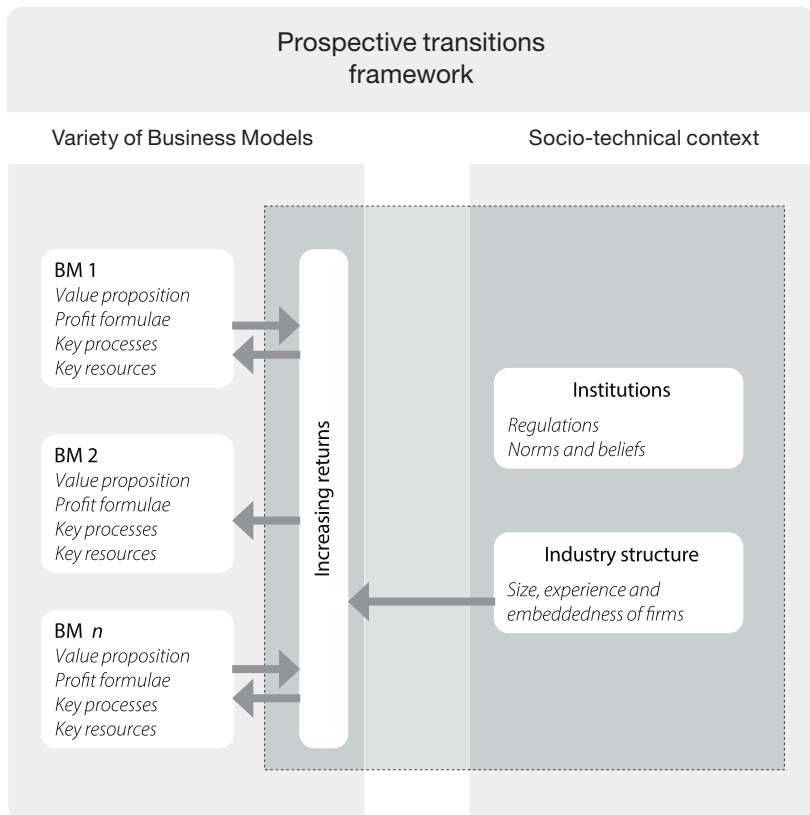 Prospective transitions
framework
Variety of Business Models
Socio-technical context
BM 1
Value proposition
Profit formulae
Key processes
Key resources
BM 2
Value proposition
Profit formulae
Key processes
Key resources
BM n
Value proposition
Profit formulae
Key processes
Key resources
Increasing returns
Institutions
Regulations
Norms and beliefs
Industry structure
Size, experience and
embeddedness of firms